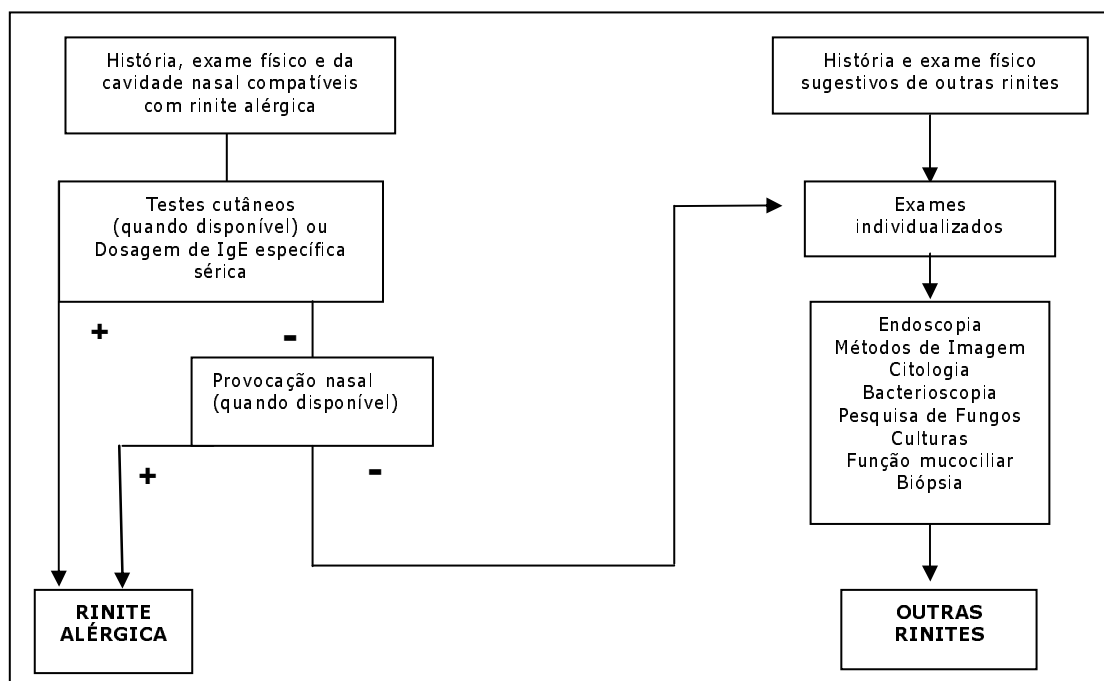 História, exame físico e da
cavidade nasal compatíveis
com rinite alérgica
Testes cutâneos
(quando disponível) ou
Dosagem de IgE específica
sérica
+
-
Provocação nasal
(quando disponível)
+
-
RINITE
ALÉRGICA
História e exame físico
sugestivos de outras rinites
Exames
individualizados
Endoscopia
Métodos de Imagem
Citologia
Bacterioscopia
Pesquisa de Fungos
Culturas
Função mucociliar
Biópsia
OUTRAS
RINITES